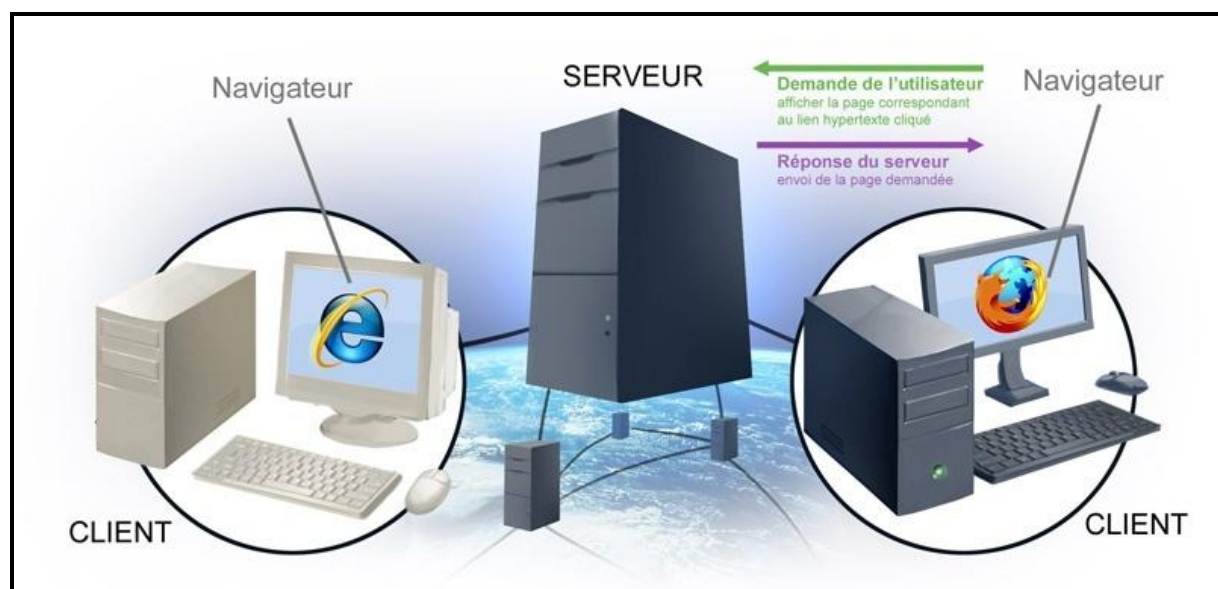 Navigateur
SERVEUR
Demande de l'utilisateur
afficher la page correspondant
au lien hypertexte cliqué
Réponse du serveur
envoi de la page demandée
Navigateur
CLIENT
CLIENT